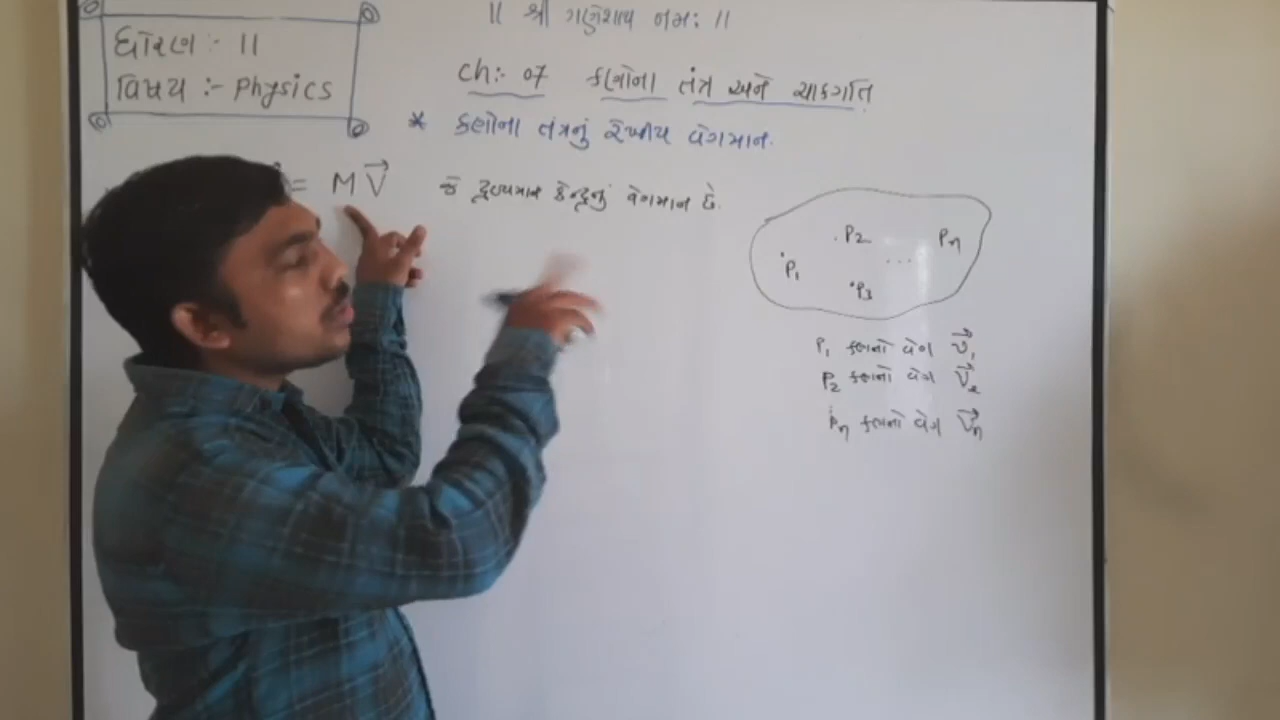 ॥ શ્રી ગણેશાય નમઃ ॥
ધોરણ :- 11
વિષય :- Physics
Ch :- 07 કણોના તંત્ર અને ચાકગતિ
* કણોના તંત્રનું રેખીય વેગમાન.
= M V⃗ જે દ્રવ્યમાન કેન્દ્રનું વેગમાન છે.
P₂ Pₙ
...
P₁
P₃
P₁ કણનો વેગ V⃗₁
P₂ કણનો વેગ V⃗₂
Pₙ કણનો વેગ V⃗ₙ